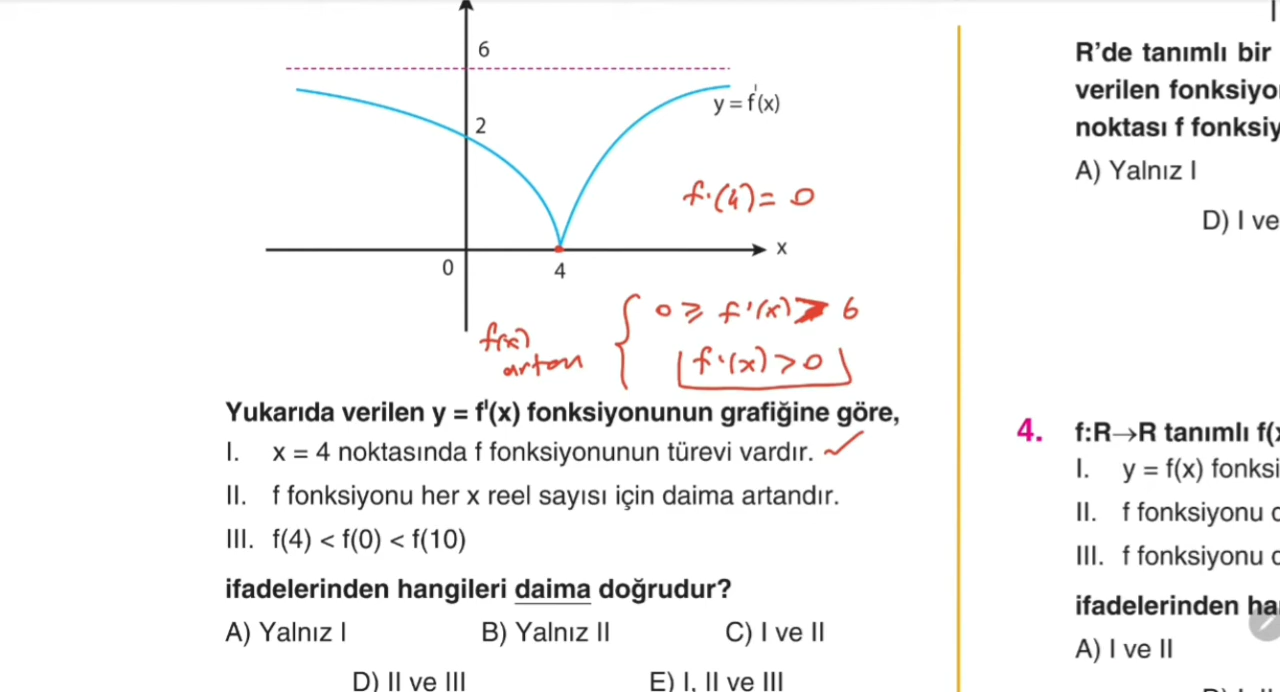 6
2
y = f'(x)
f'(4) = 0
x
0
4
0 ⩾ f'(x) > 6
f(x)
artan
f'(x) > 0
Yukarıda verilen y = f'(x) fonksiyonunun grafiğine göre,
I. x = 4 noktasında f fonksiyonunun türevi vardır.
II. f fonksiyonu her x reel sayısı için daima artandır.
III. f(4) < f(0) < f(10)
ifadelerinden hangileri daima doğrudur?
A) Yalnız I B) Yalnız II C) I ve II
D) II ve III E) I, II ve III
R'de tanımlı bir
verilen fonksiyo
noktası f fonksiy
A) Yalnız I
D) I ve
4. f:R→R tanımlı f(x
I. y = f(x) fonksi
II. f fonksiyonu
III. f fonksiyonu
ifadelerinden ha
A) I ve II